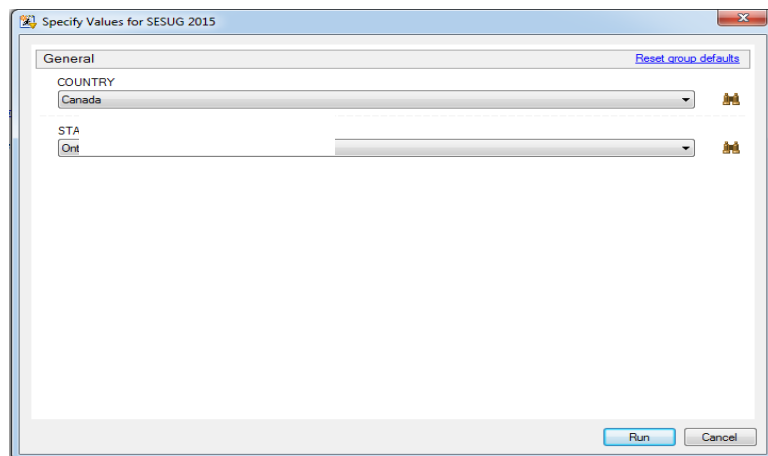 Specify Values for SESUG 2015
General Reset group defaults
COUNTRY
Canada
STA
Ont
Run Cancel